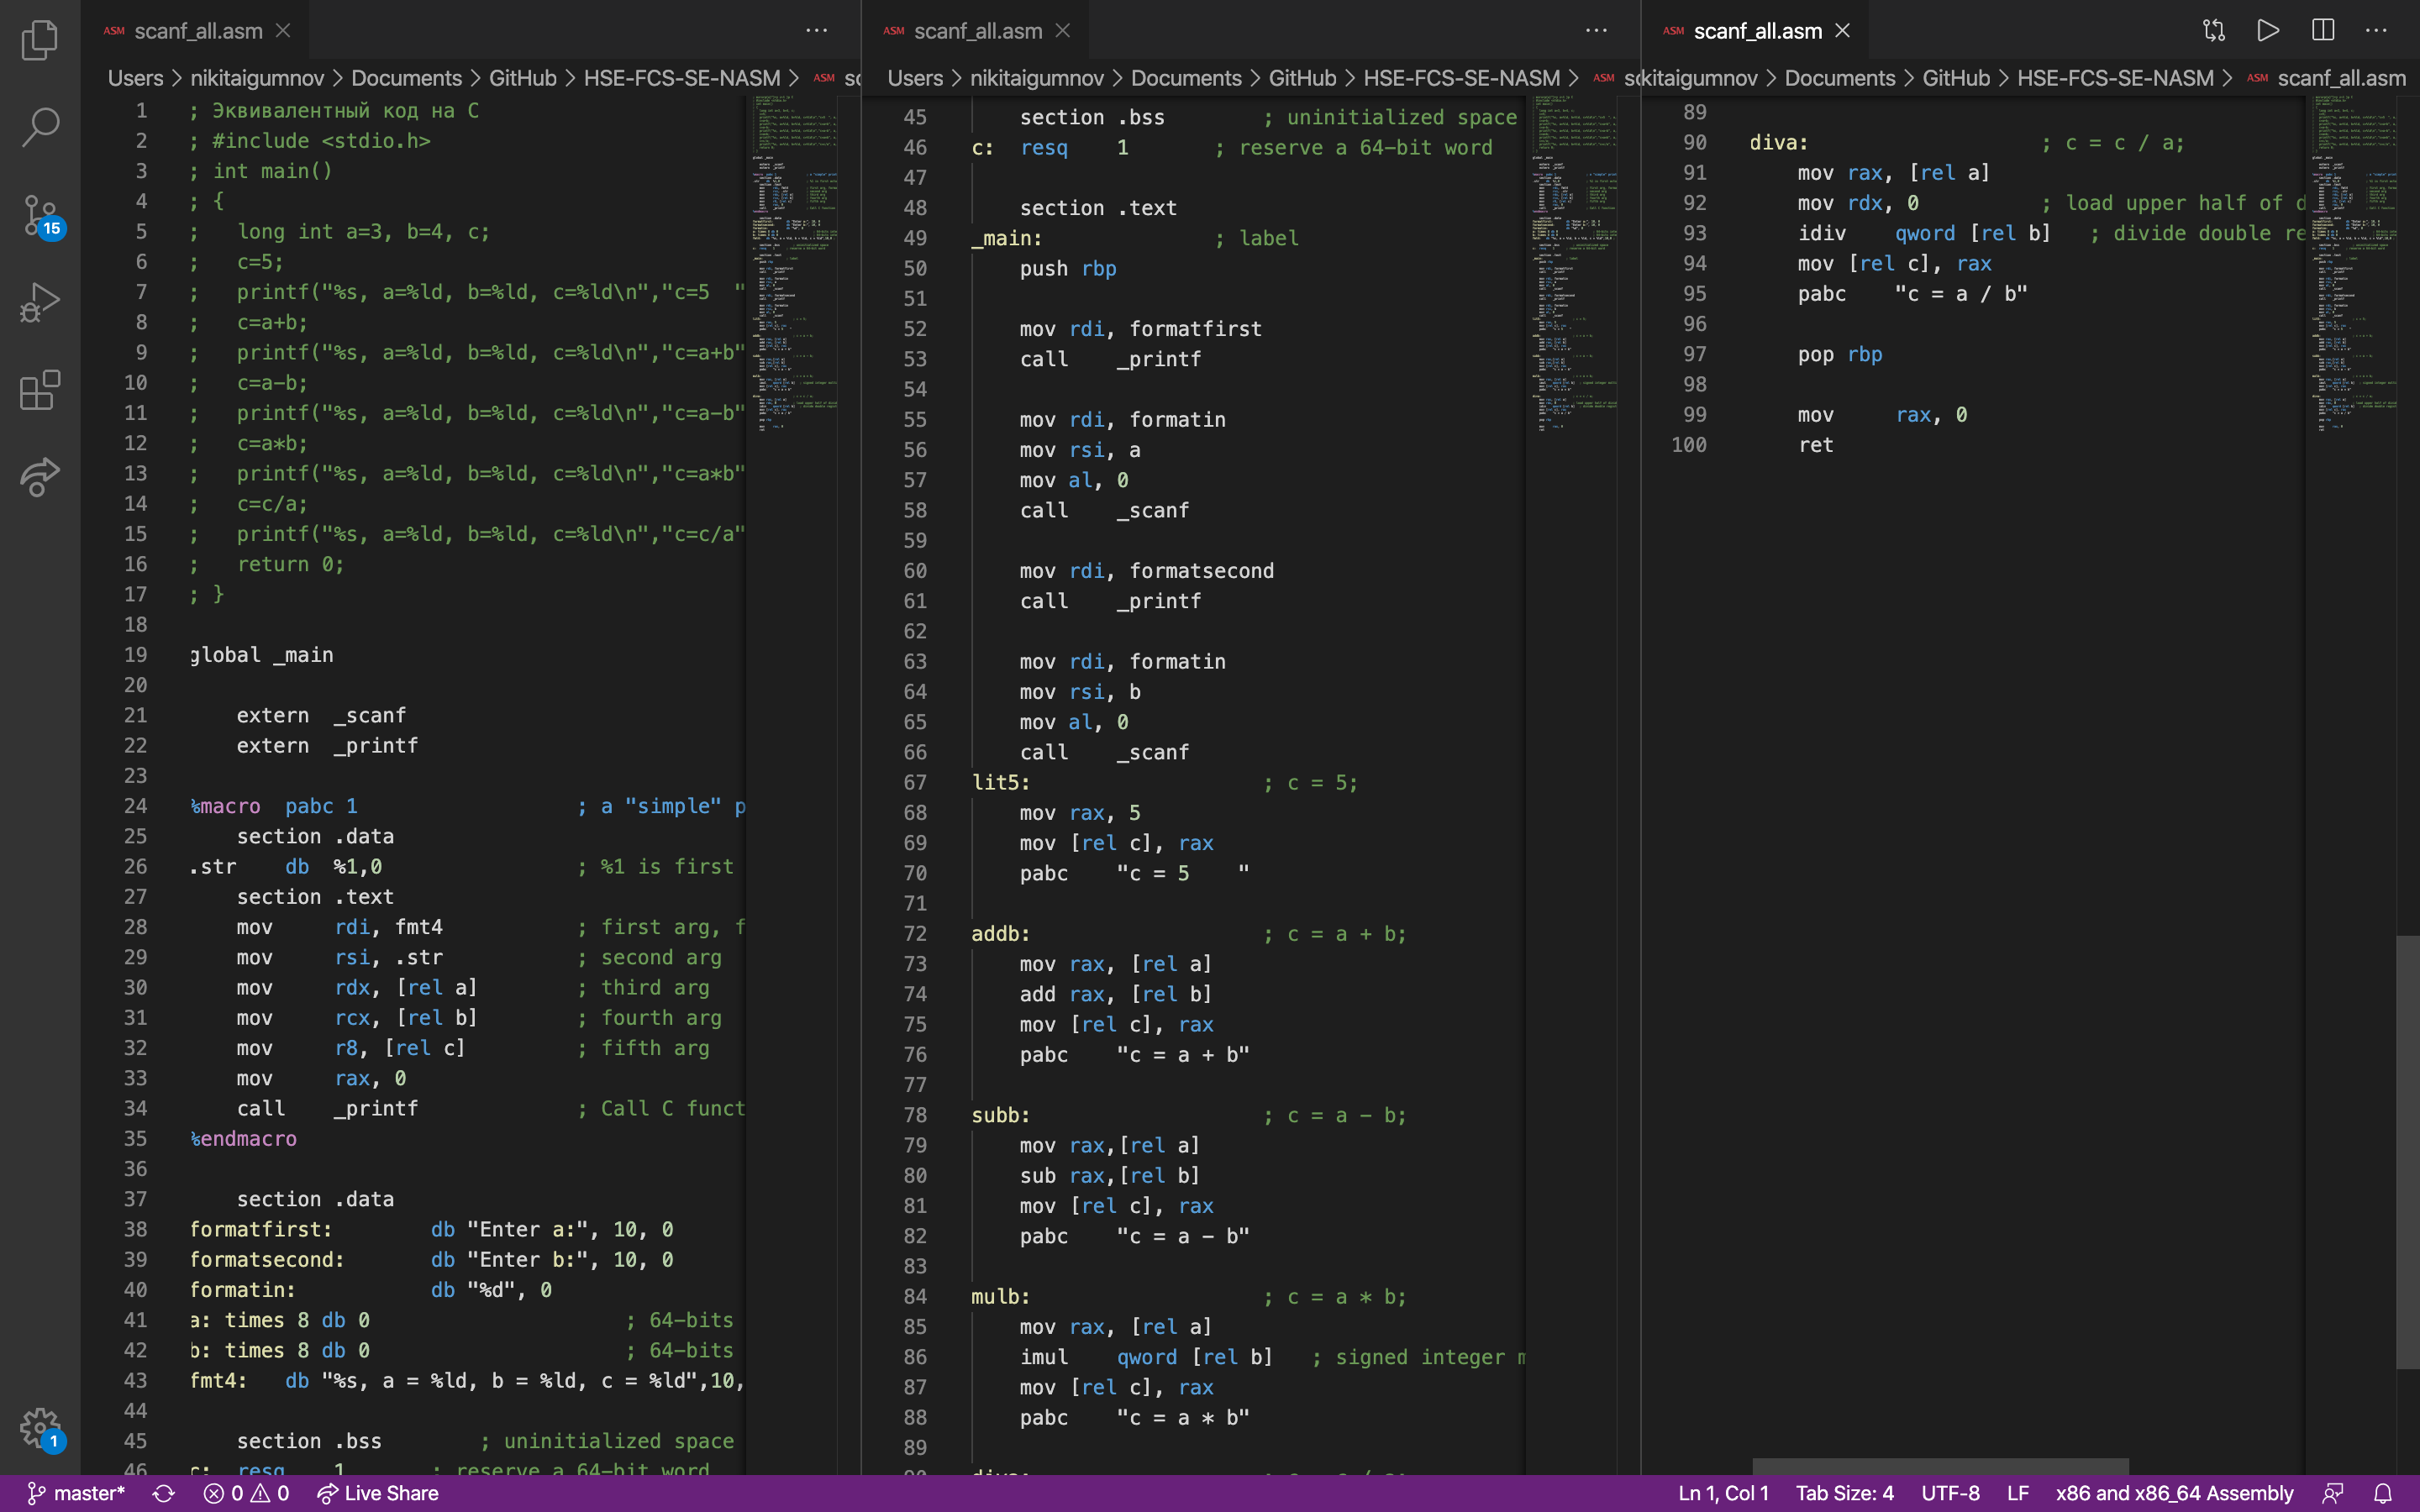 scanf_all.asm
Users > nikitaigumnov > Documents > GitHub > HSE-FCS-SE-NASM >
1 ; Эквивалентный код на C
2 ; #include <stdio.h>
3 ; int main()
4 ; {
5 ;   long int a=3, b=4, c;
6 ;   c=5;
7 ;   printf("%s, a=%ld, b=%ld, c=%ld\n","c=5  "
8 ;   c=a+b;
9 ;   printf("%s, a=%ld, b=%ld, c=%ld\n","c=a+b"
10 ;   c=a-b;
11 ;   printf("%s, a=%ld, b=%ld, c=%ld\n","c=a-b"
12 ;   c=a*b;
13 ;   printf("%s, a=%ld, b=%ld, c=%ld\n","c=a*b"
14 ;   c=c/a;
15 ;   printf("%s, a=%ld, b=%ld, c=%ld\n","c=c/a"
16 ;   return 0;
17 ; }
18
19 global _main
20
21     extern  _scanf
22     extern  _printf
23
24 %macro  pabc 1                  ; a "simple" p
25     section .data
26 .str    db  %1,0                ; %1 is first
27     section .text
28     mov     rdi, fmt4           ; first arg, f
29     mov     rsi, .str           ; second arg
30     mov     rdx, [rel a]        ; third arg
31     mov     rcx, [rel b]        ; fourth arg
32     mov     r8, [rel c]         ; fifth arg
33     mov     rax, 0
34     call    _printf             ; Call C funct
35 %endmacro
36
37     section .data
38 formatfirst:        db "Enter a:", 10, 0
39 formatsecond:       db "Enter b:", 10, 0
40 formatin:           db "%d", 0
41 a: times 8 db 0                     ; 64-bits
42 b: times 8 db 0                     ; 64-bits
43 fmt4:   db "%s, a = %ld, b = %ld, c = %ld",10,
44
45     section .bss        ; uninitialized space
46 c:  resq    1       ; reserve a 64-bit word
scanf_all.asm
Users > nikitaigumnov > Documents > GitHub > HSE-FCS-SE-NASM >
45     section .bss        ; uninitialized space
46 c:  resq    1       ; reserve a 64-bit word
47
48     section .text
49 _main:              ; label
50     push rbp
51
52     mov rdi, formatfirst
53     call    _printf
54
55     mov rdi, formatin
56     mov rsi, a
57     mov al, 0
58     call    _scanf
59
60     mov rdi, formatsecond
61     call    _printf
62
63     mov rdi, formatin
64     mov rsi, b
65     mov al, 0
66     call    _scanf
67 lit5:                   ; c = 5;
68     mov rax, 5
69     mov [rel c], rax
70     pabc    "c = 5    "
71
72 addb:                   ; c = a + b;
73     mov rax, [rel a]
74     add rax, [rel b]
75     mov [rel c], rax
76     pabc    "c = a + b"
77
78 subb:                   ; c = a - b;
79     mov rax,[rel a]
80     sub rax,[rel b]
81     mov [rel c], rax
82     pabc    "c = a - b"
83
84 mulb:                   ; c = a * b;
85     mov rax, [rel a]
86     imul    qword [rel b]   ; signed integer m
87     mov [rel c], rax
88     pabc    "c = a * b"
89
scanf_all.asm
kitaigumnov > Documents > GitHub > HSE-FCS-SE-NASM > scanf_all.asm
89
90 diva:                   ; c = c / a;
91     mov rax, [rel a]
92     mov rdx, 0          ; load upper half of d
93     idiv    qword [rel b]   ; divide double re
94     mov [rel c], rax
95     pabc    "c = a / b"
96
97     pop rbp
98
99     mov     rax, 0
100     ret
15
1
master* 0 0 Live Share Ln 1, Col 1 Tab Size: 4 UTF-8 LF x86 and x86_64 Assembly